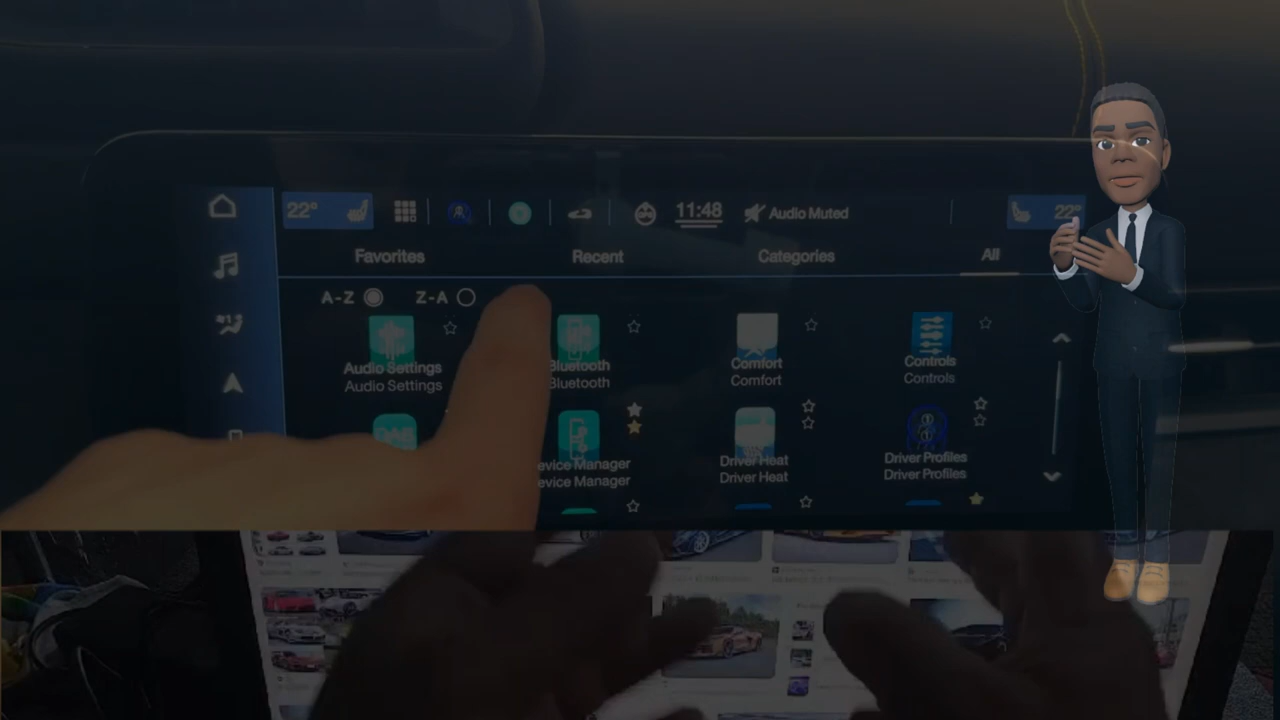 22° 11:48 Audio Muted 22°
Favorites Recent Categories All
A-Z Z-A
Audio Settings Bluetooth Comfort Controls
Audio Settings Bluetooth Comfort Controls
DAB evice Manager Driver Heat Driver Profiles
evice Manager Driver Heat Driver Profiles